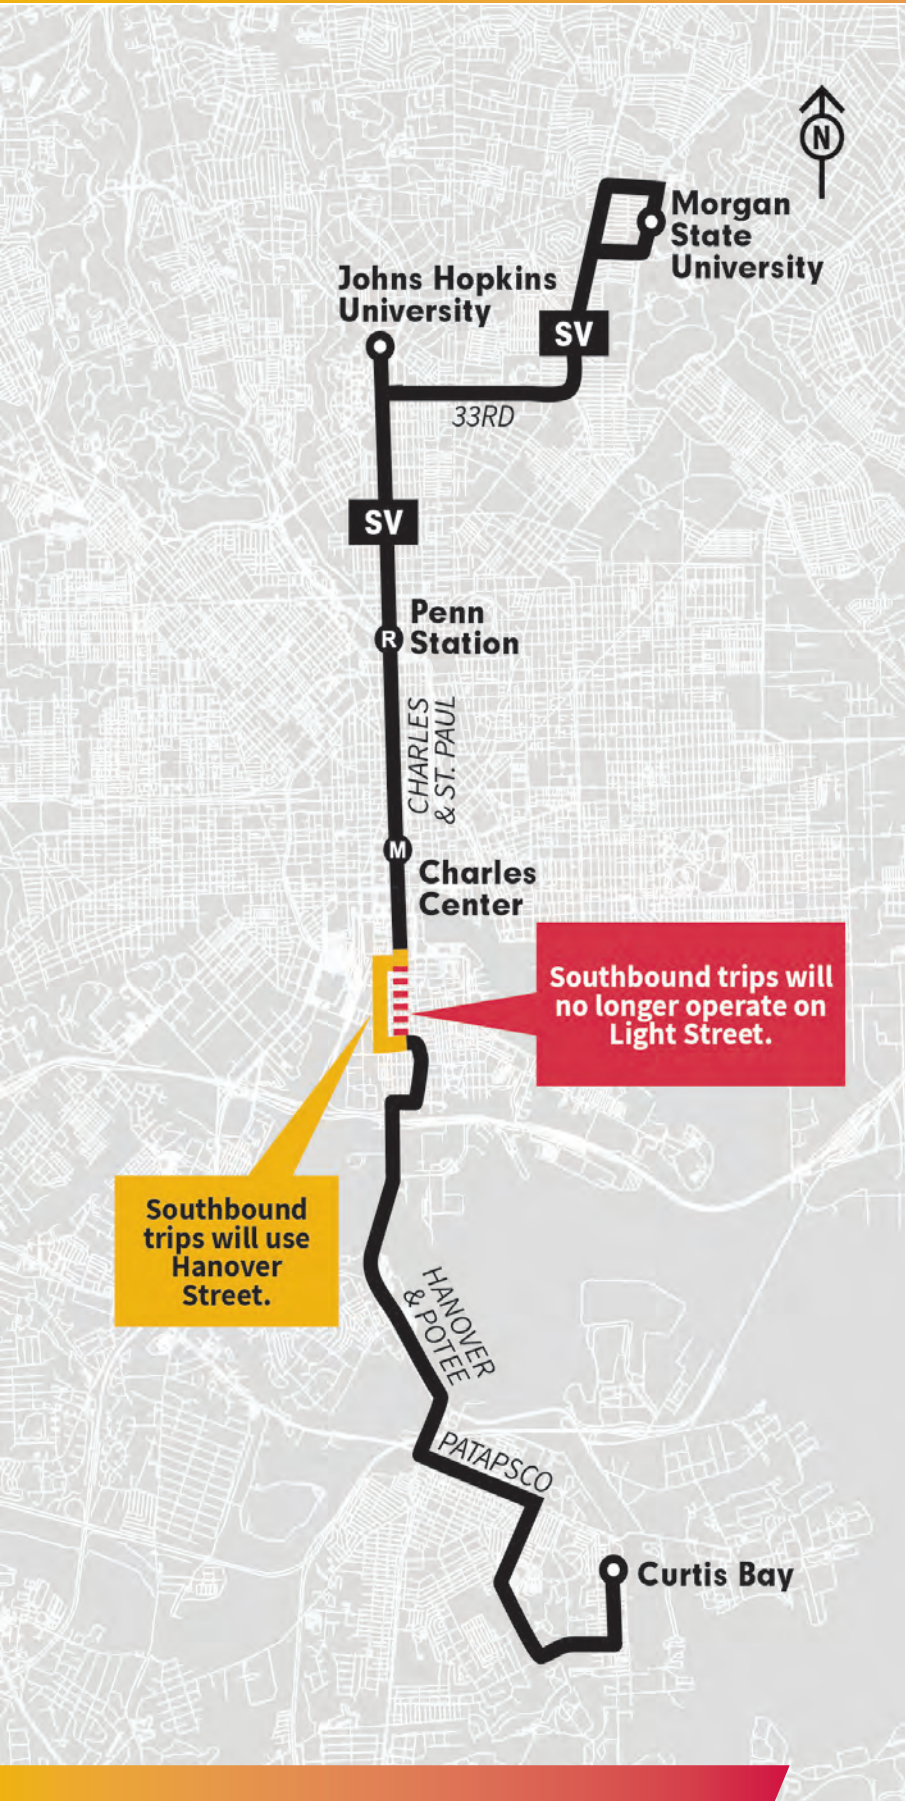 N
Morgan
State
University
Johns Hopkins
University
SV
33RD
SV
Penn
Station
R
CHARLES
& ST. PAUL
M
Charles
Center
Southbound trips will
no longer operate on
Light Street.
Southbound
trips will use
Hanover
Street.
HANOVER
& POTEE
PATAPSCO
Curtis Bay